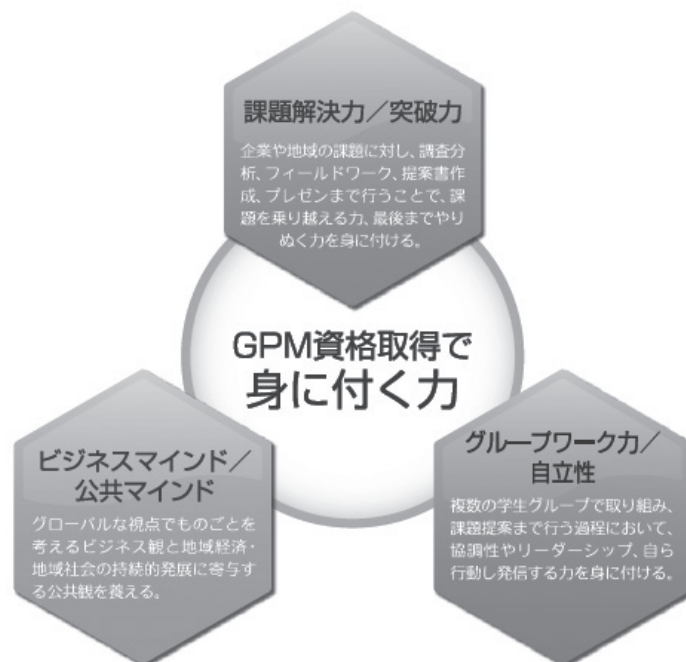 課題解決力／突破力
企業や地域の課題に対し、調査分
析、フィールドワーク、提案書作
成、プレゼンまで行うことで、課
題を乗り越える力、最後までやり
ぬく力を身に付ける。
GPM資格取得で
身に付く力
ビジネスマインド／
公共マインド
グローバルな視点でものごとを
考えるビジネス観と地域経済・
地域社会の持続的発展に寄与す
る公共観を養える。
グループワーク力／
自立性
複数の学生グループで取り組み、
課題提案まで行う過程において、
協調性やリーダーシップ、自ら
行動し発信する力を身に付ける。